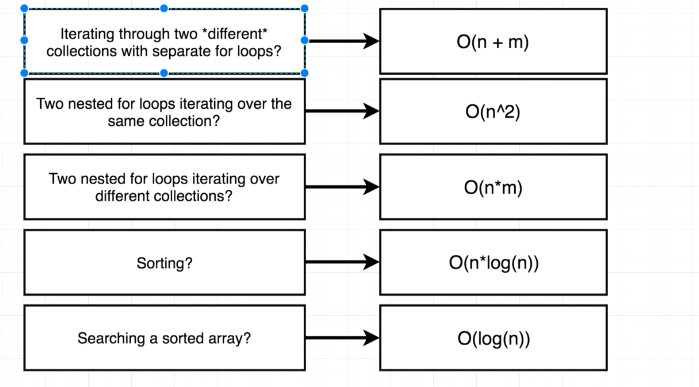 Iterating through two *different*
collections with separate for loops?
O(n + m)
Two nested for loops iterating over the
same collection?
O(n^2)
Two nested for loops iterating over
different collections?
O(n*m)
Sorting?
O(n*log(n))
Searching a sorted array?
O(log(n))